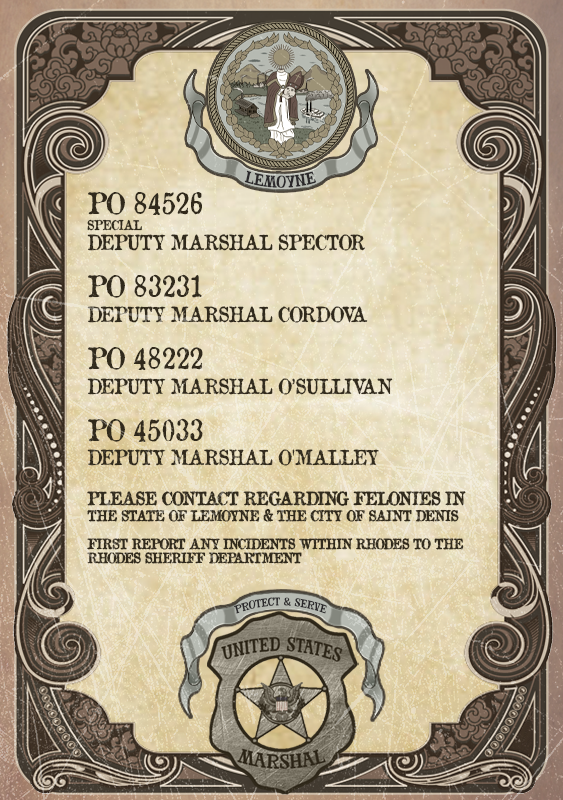 LEMOYNE
PO 84526
SPECIAL
DEPUTY MARSHAL SPECTOR
PO 83231
DEPUTY MARSHAL CORDOVA
PO 48222
DEPUTY MARSHAL O'SULLIVAN
PO 45033
DEPUTY MARSHAL O'MALLEY
PLEASE CONTACT REGARDING FELONIES IN
THE STATE OF LEMOYNE & THE CITY OF SAINT DENIS
FIRST REPORT ANY INCIDENTS WITHIN RHODES TO THE
RHODES SHERIFF DEPARTMENT
PROTECT & SERVE
UNITED STATES
MARSHAL